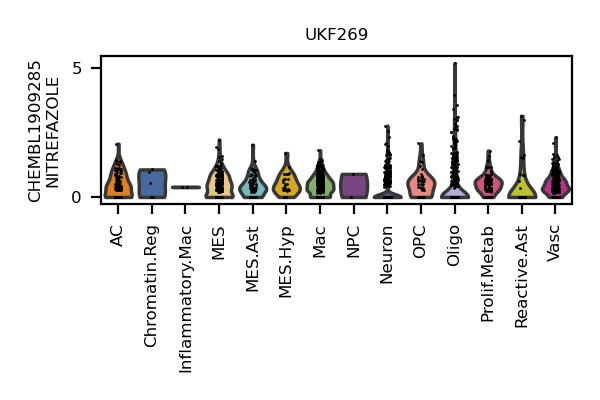 UKF269
CHEMBL1909285
NITREFAZOLE
5
0
AC
Chromatin.Reg
Inflammatory.Mac
MES
MES.Ast
MES.Hyp
Mac
NPC
Neuron
OPC
Oligo
Prolif.Metab
Reactive.Ast
Vasc